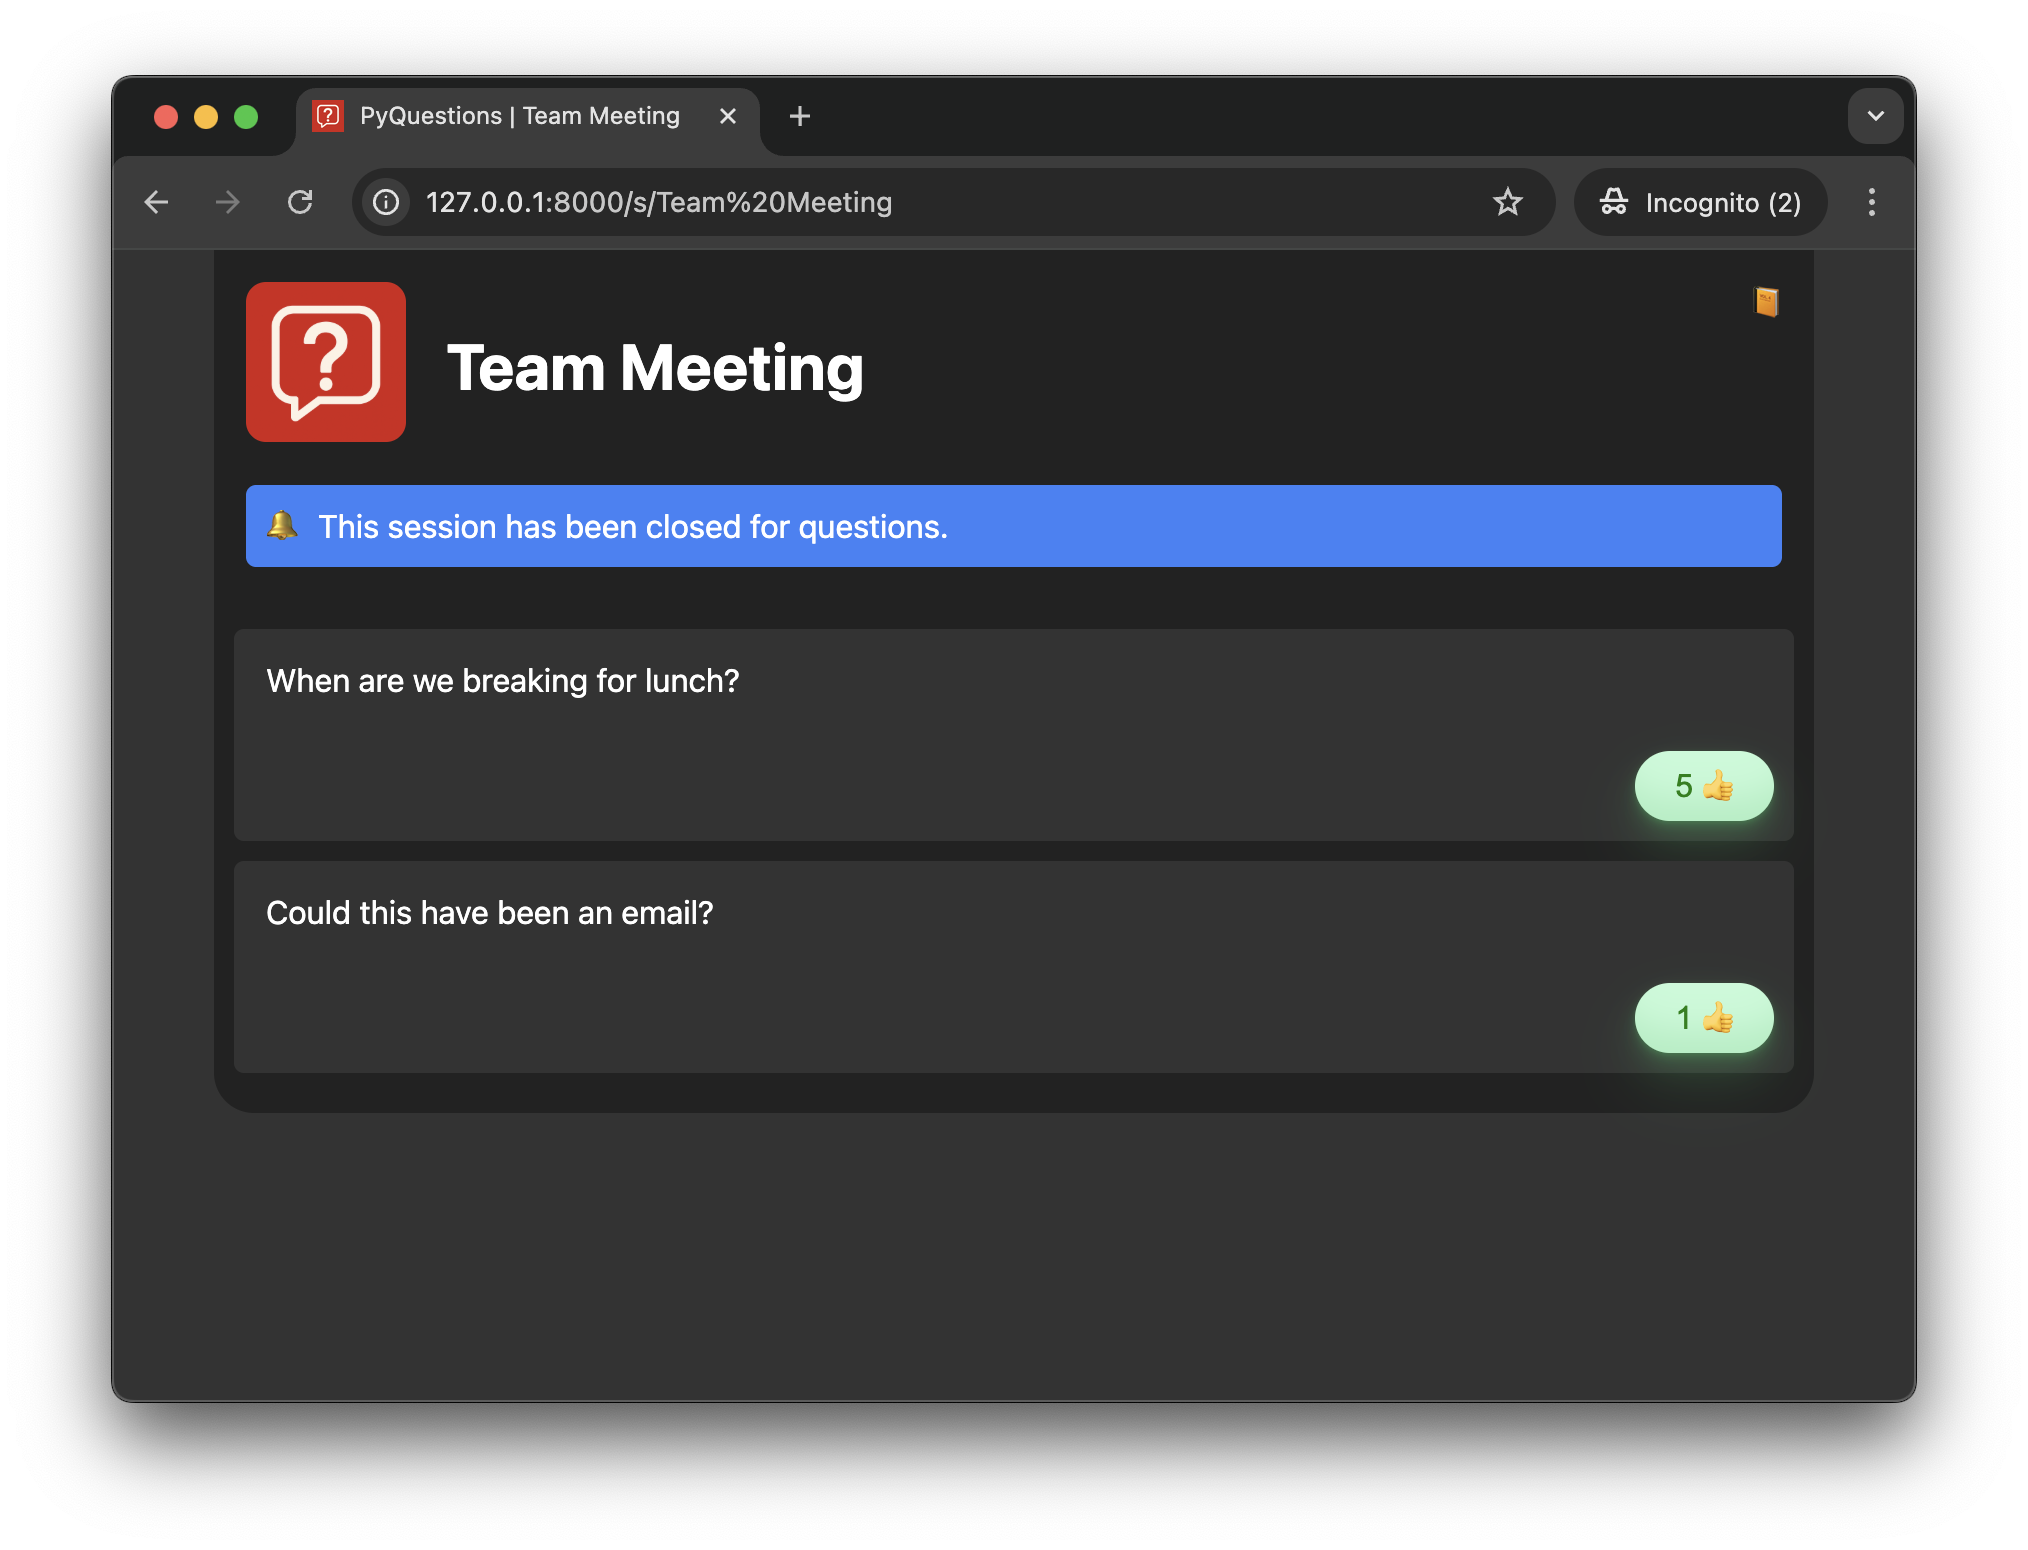 PyQuestions | Team Meeting
127.0.0.1:8000/s/Team%20Meeting
Incognito (2)
Team Meeting
🔔 This session has been closed for questions.
When are we breaking for lunch?
5 👍
Could this have been an email?
1 👍